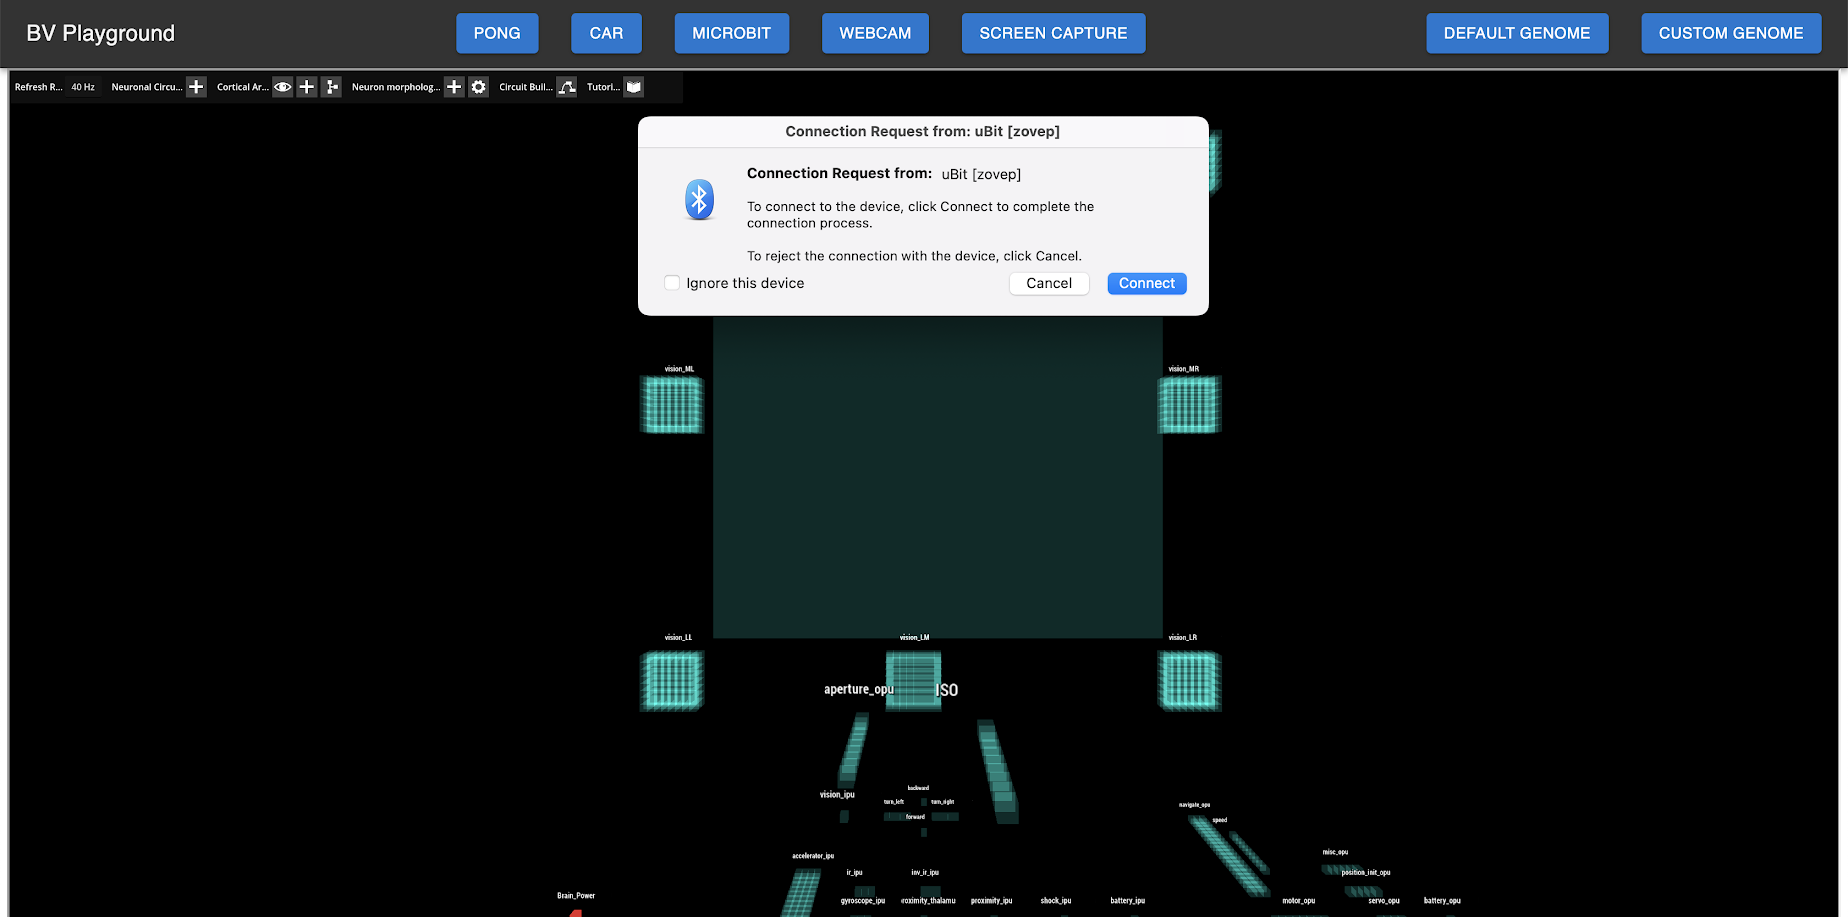 BV Playground
PONG
CAR
MICROBIT
WEBCAM
SCREEN CAPTURE
DEFAULT GENOME
CUSTOM GENOME
Refresh R... 40 Hz Neuronal Circu... Cortical Ar... Neuron morpholog... Circuit Buil... Tutori...
Connection Request from: uBit [zovep]
Connection Request from: uBit [zovep]
To connect to the device, click Connect to complete the
connection process.
To reject the connection with the device, click Cancel.
Ignore this device
Cancel
Connect
vision_ML
vision_MR
vision_LL
vision_LM
vision_LR
aperture_opu
ISO
backward
vision_ipu
turn_left
turn_right
navigate_opu
forward
speed
accelerator_ipu
misc_opu
ir_ipu
inv_ir_ipu
position_init_opu
Brain_Power
gyroscope_ipu
roximity_thalamu
proximity_ipu
shock_ipu
battery_ipu
motor_opu
servo_opu
battery_opu